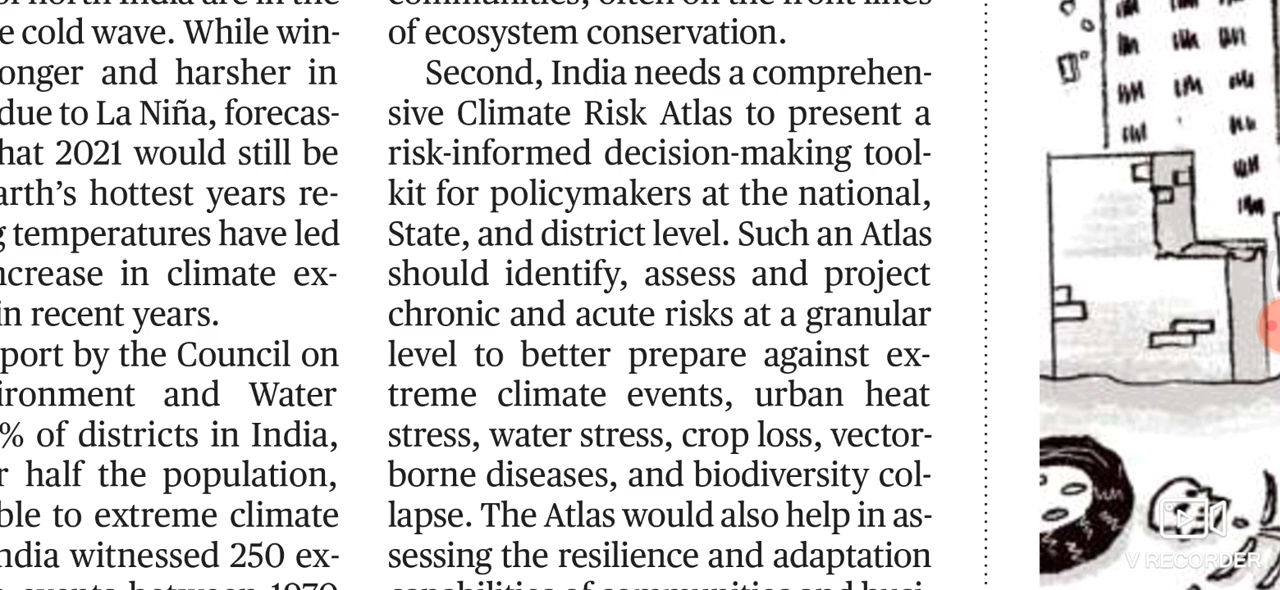 e cold wave. While win-
onger and harsher in
due to La Niña, forecas-
hat 2021 would still be
arth's hottest years re-
g temperatures have led
ncrease in climate ex-
in recent years.
port by the Council on
ironment and Water
% of districts in India,
r half the population,
ble to extreme climate
ndia witnessed 250 ex-
of ecosystem conservation.
Second, India needs a comprehen-
sive Climate Risk Atlas to present a
risk-informed decision-making tool-
kit for policymakers at the national,
State, and district level. Such an Atlas
should identify, assess and project
chronic and acute risks at a granular
level to better prepare against ex-
treme climate events, urban heat
stress, water stress, crop loss, vector-
borne diseases, and biodiversity col-
lapse. The Atlas would also help in as-
sessing the resilience and adaptation
V RECORDER